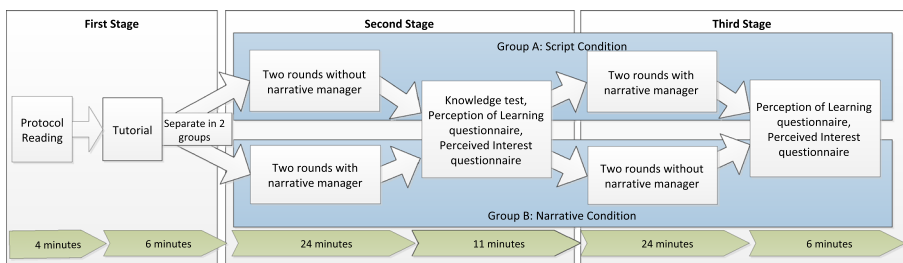 First Stage
Second Stage
Third Stage
Group A: Script Condition
Two rounds without
narrative manager
Two rounds with
narrative manager
Protocol
Reading
Tutorial
Separate in 2
groups
Knowledge test,
Perception of Learning
questionnaire,
Perceived Interest
questionnaire
Perception of Learning
questionnaire,
Perceived Interest
questionnaire
Two rounds with
narrative manager
Two rounds without
narrative manager
Group B: Narrative Condition
4 minutes
6 minutes
24 minutes
11 minutes
24 minutes
6 minutes